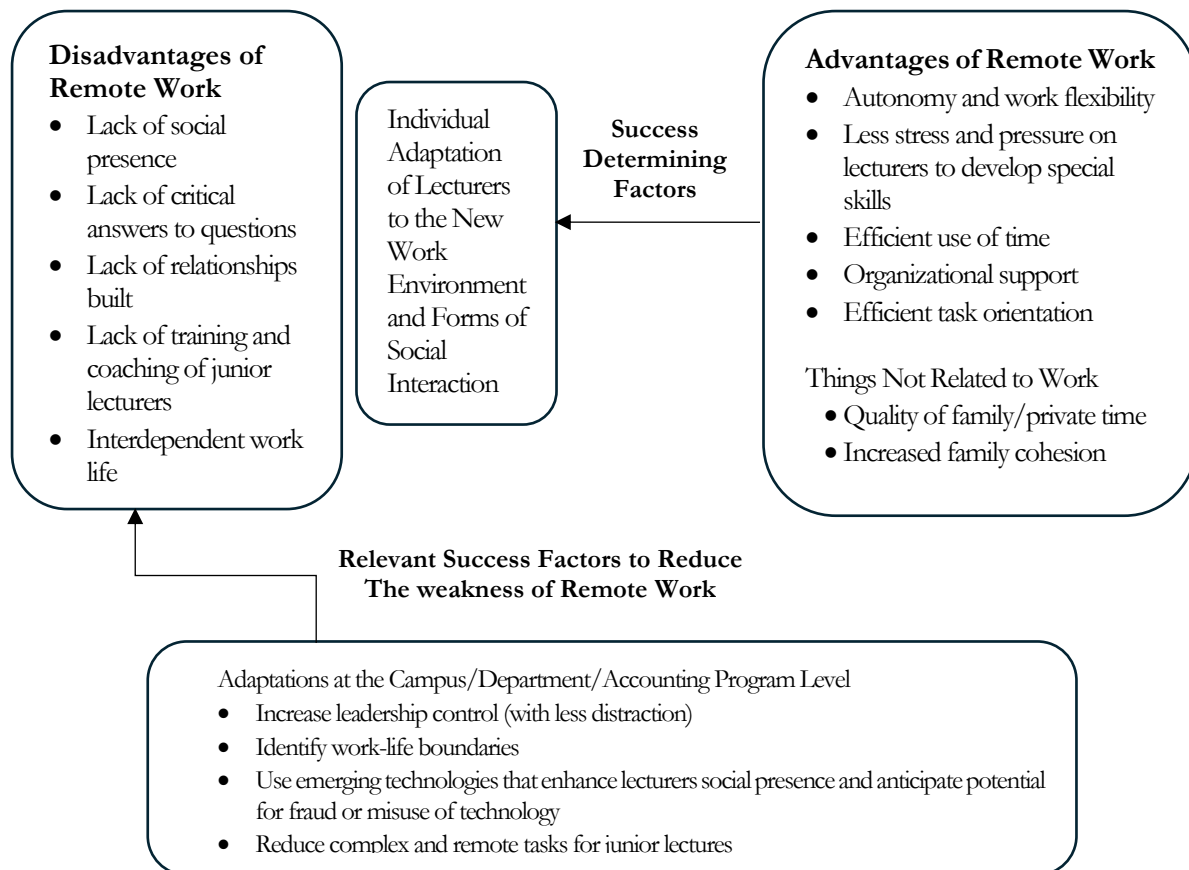 Disadvantages of
Remote Work
• Lack of social
presence
• Lack of critical
answers to questions
• Lack of relationships
built
• Lack of training and
coaching of junior
lecturers
• Interdependent work
life
Individual
Adaptation
of Lecturers
to the New
Work
Environment
and Forms of
Social
Interaction
Success
Determining
Factors
Advantages of Remote Work
• Autonomy and work flexibility
• Less stress and pressure on
lecturers to develop special
skills
• Efficient use of time
• Organizational support
• Efficient task orientation
Things Not Related to Work
• Quality of family/private time
• Increased family cohesion
Relevant Success Factors to Reduce
The weakness of Remote Work
Adaptations at the Campus/Department/Accounting Program Level
• Increase leadership control (with less distraction)
• Identify work-life boundaries
• Use emerging technologies that enhance lecturers social presence and anticipate potential
for fraud or misuse of technology
• Reduce complex and remote tasks for junior lectures